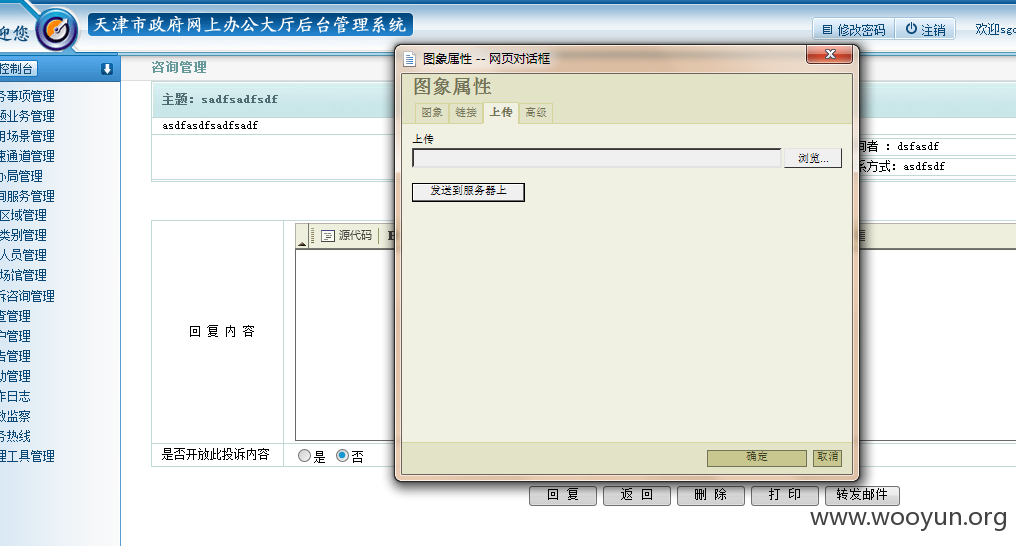 迎您
天津市政府网上办公大厅后台管理系统
修改密码
注销
欢迎sgc
控制台
务事项管理
题业务管理
用场景管理
速通道管理
办局管理
询服务管理
区域管理
类别管理
人员管理
场馆管理
诉咨询管理
查管理
户管理
告管理
助管理
作日志
效监察
务热线
理工具管理
咨询管理
主题: sadfsadfsdf
asdfasdfsadfsadf
询者 : dsfasdf
系方式: asdfsdf
回 复 内 容
源代码
是否开放此投诉内容
是
否
回 复
返 回
删 除
打 印
转发邮件
图象属性 -- 网页对话框
图象属性
图象
链接
上传
高级
上传
浏览...
发送到服务器上
确定
取消
www.wooyun.org